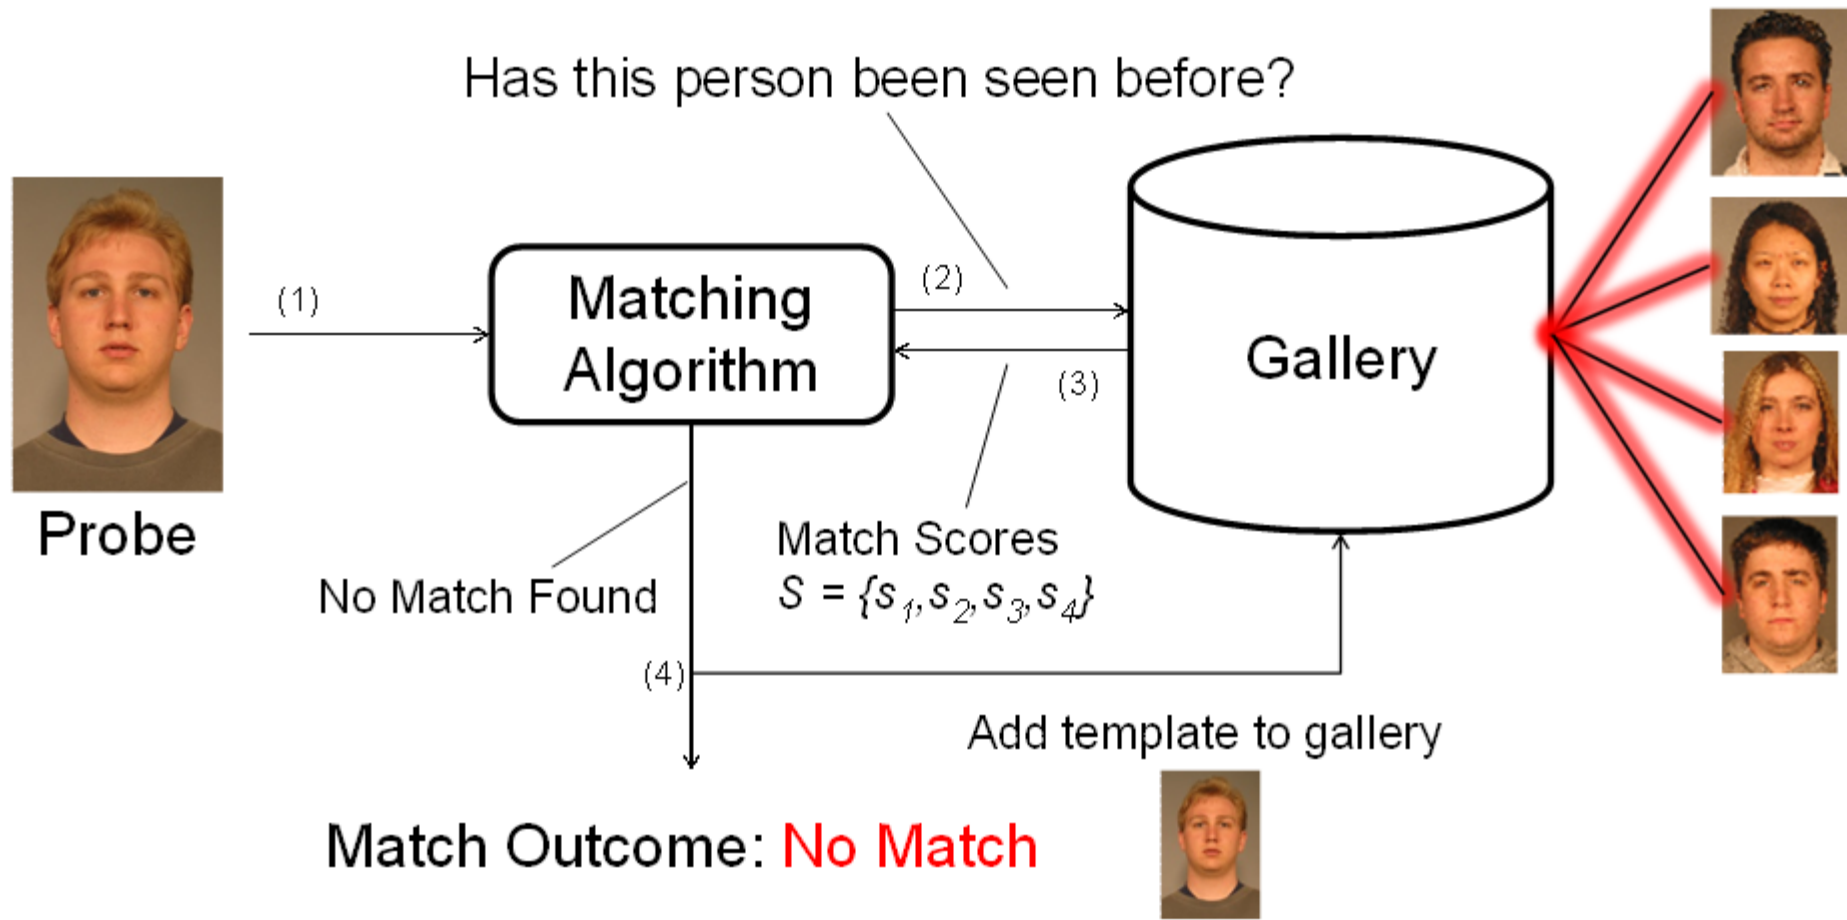 Has this person been seen before?
(1)
Matching
Algorithm
(2)
(3)
Gallery
Probe
No Match Found
Match Scores
S = {s₁,s₂,s₃,s₄}
(4)
Add template to gallery
Match Outcome: No Match